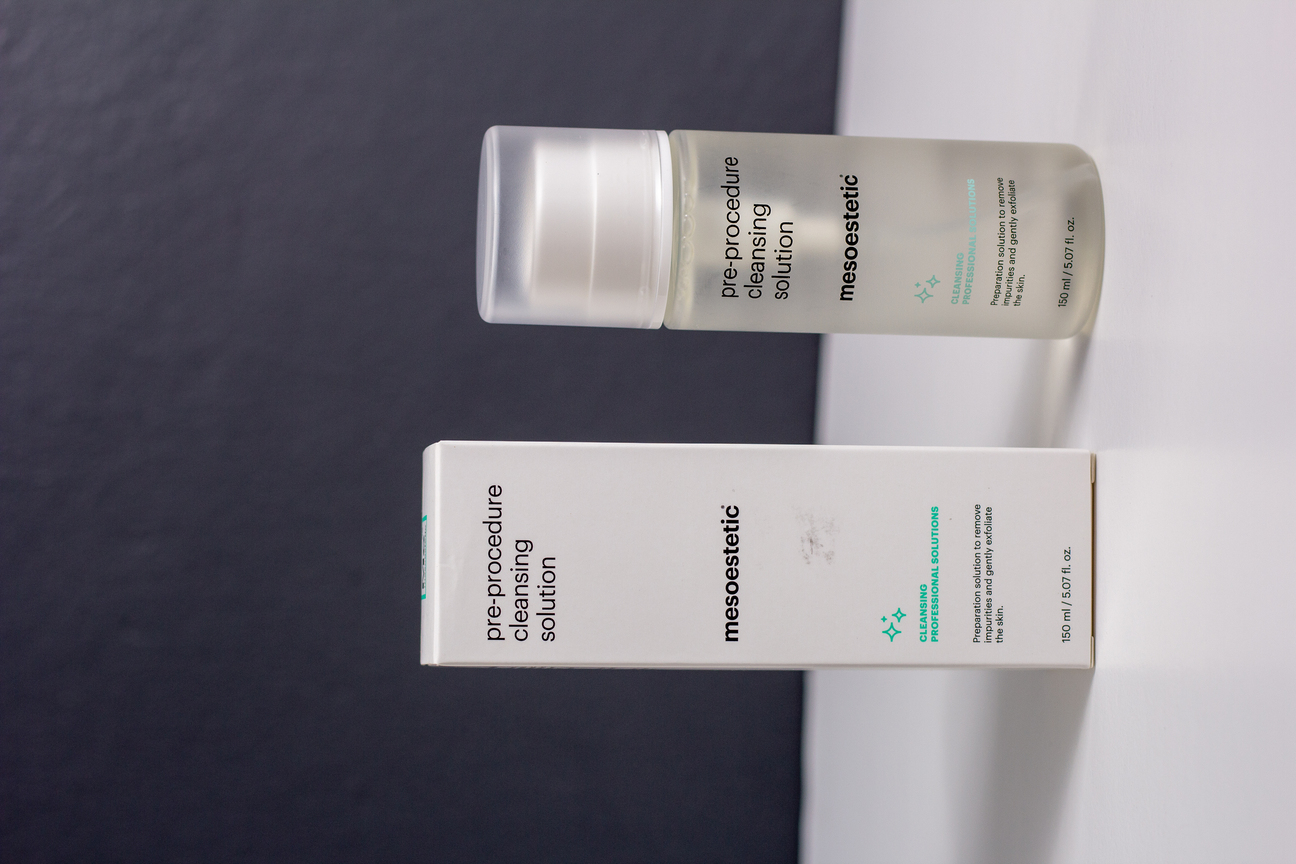 pre-procedure
cleansing
solution
mesoestetic®
CLEANSING
PROFESSIONAL SOLUTIONS
Preparation solution to remove
impurities and gently exfoliate
the skin.
150 ml / 5.07 fl. oz.
pre-procedure
cleansing
solution
mesoestetic®
CLEANSING
PROFESSIONAL SOLUTIONS
Preparation solution to remove
impurities and gently exfoliate
the skin.
150 ml / 5.07 fl. oz.